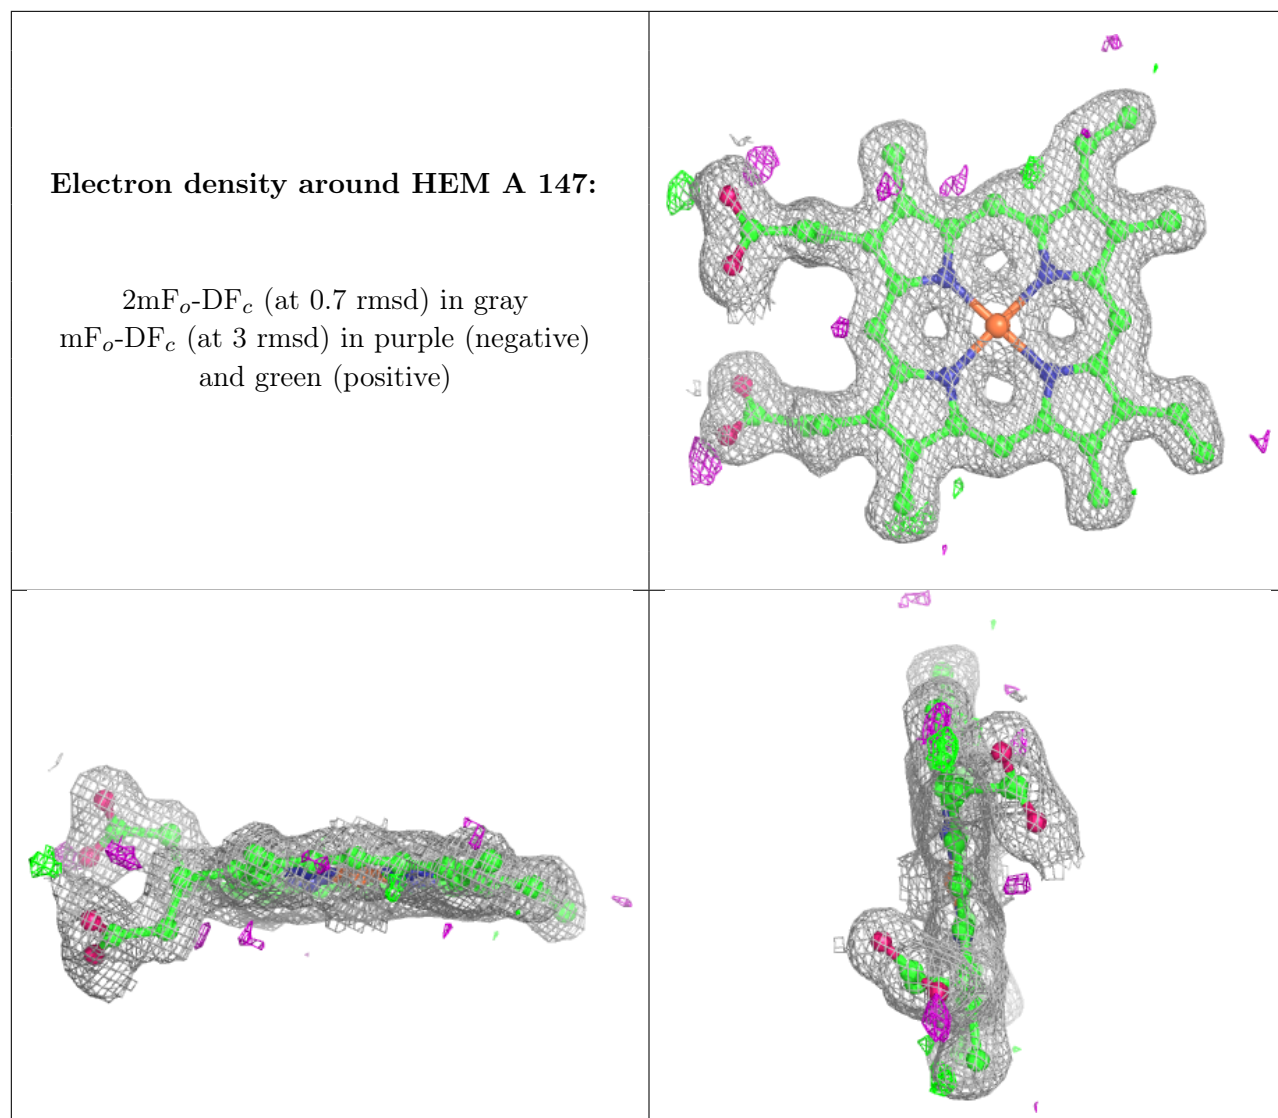 Electron density around HEM A 147:
2mFo-DFc (at 0.7 rmsd) in gray
mFo-DFc (at 3 rmsd) in purple (negative)
and green (positive)